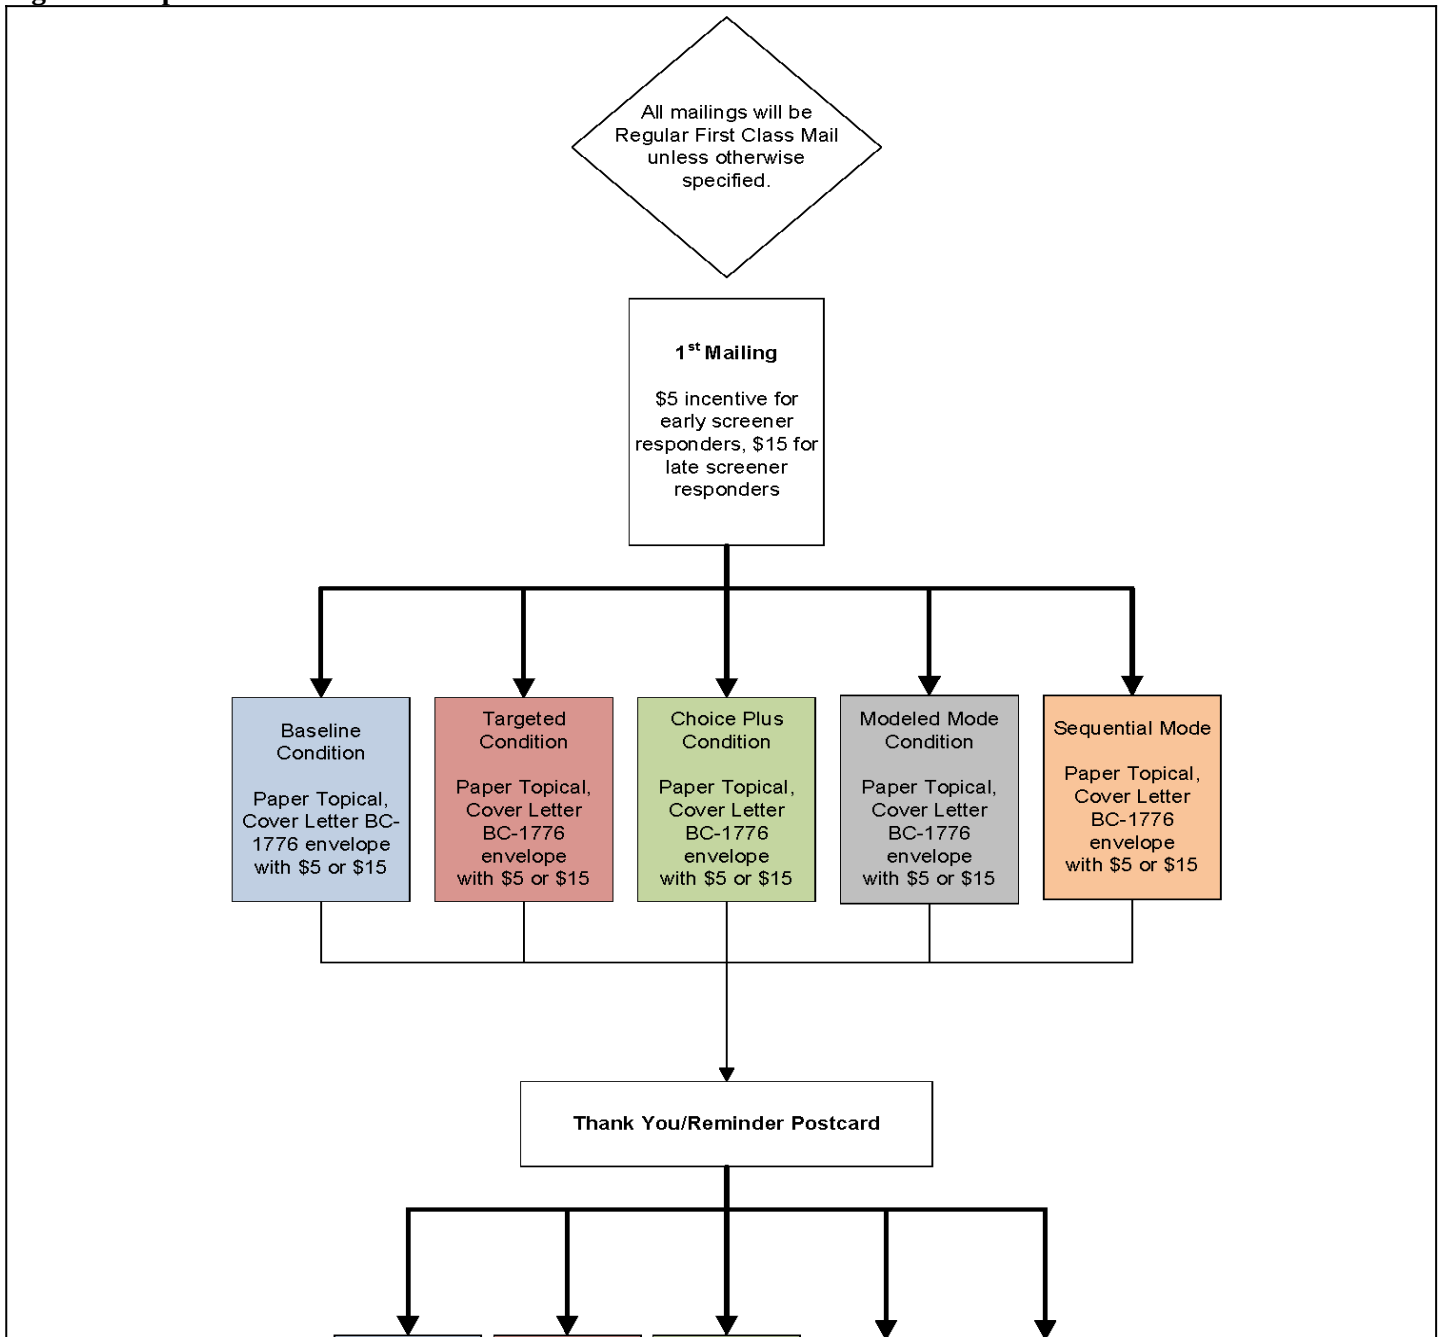 All mailings will be
Regular First Class Mail
unless otherwise
specified.
1st Mailing
$5 incentive for
early screener
responders, $15 for
late screener
responders
Baseline
Condition
Paper Topical,
Cover Letter BC-
1776 envelope
with $5 or $15
Targeted
Condition
Paper Topical,
Cover Letter
BC-1776
envelope
with $5 or $15
Choice Plus
Condition
Paper Topical,
Cover Letter
BC-1776
envelope
with $5 or $15
Modeled Mode
Condition
Paper Topical,
Cover Letter
BC-1776
envelope
with $5 or $15
Sequential Mode
Paper Topical,
Cover Letter
BC-1776
envelope
with $5 or $15
Thank You/Reminder Postcard